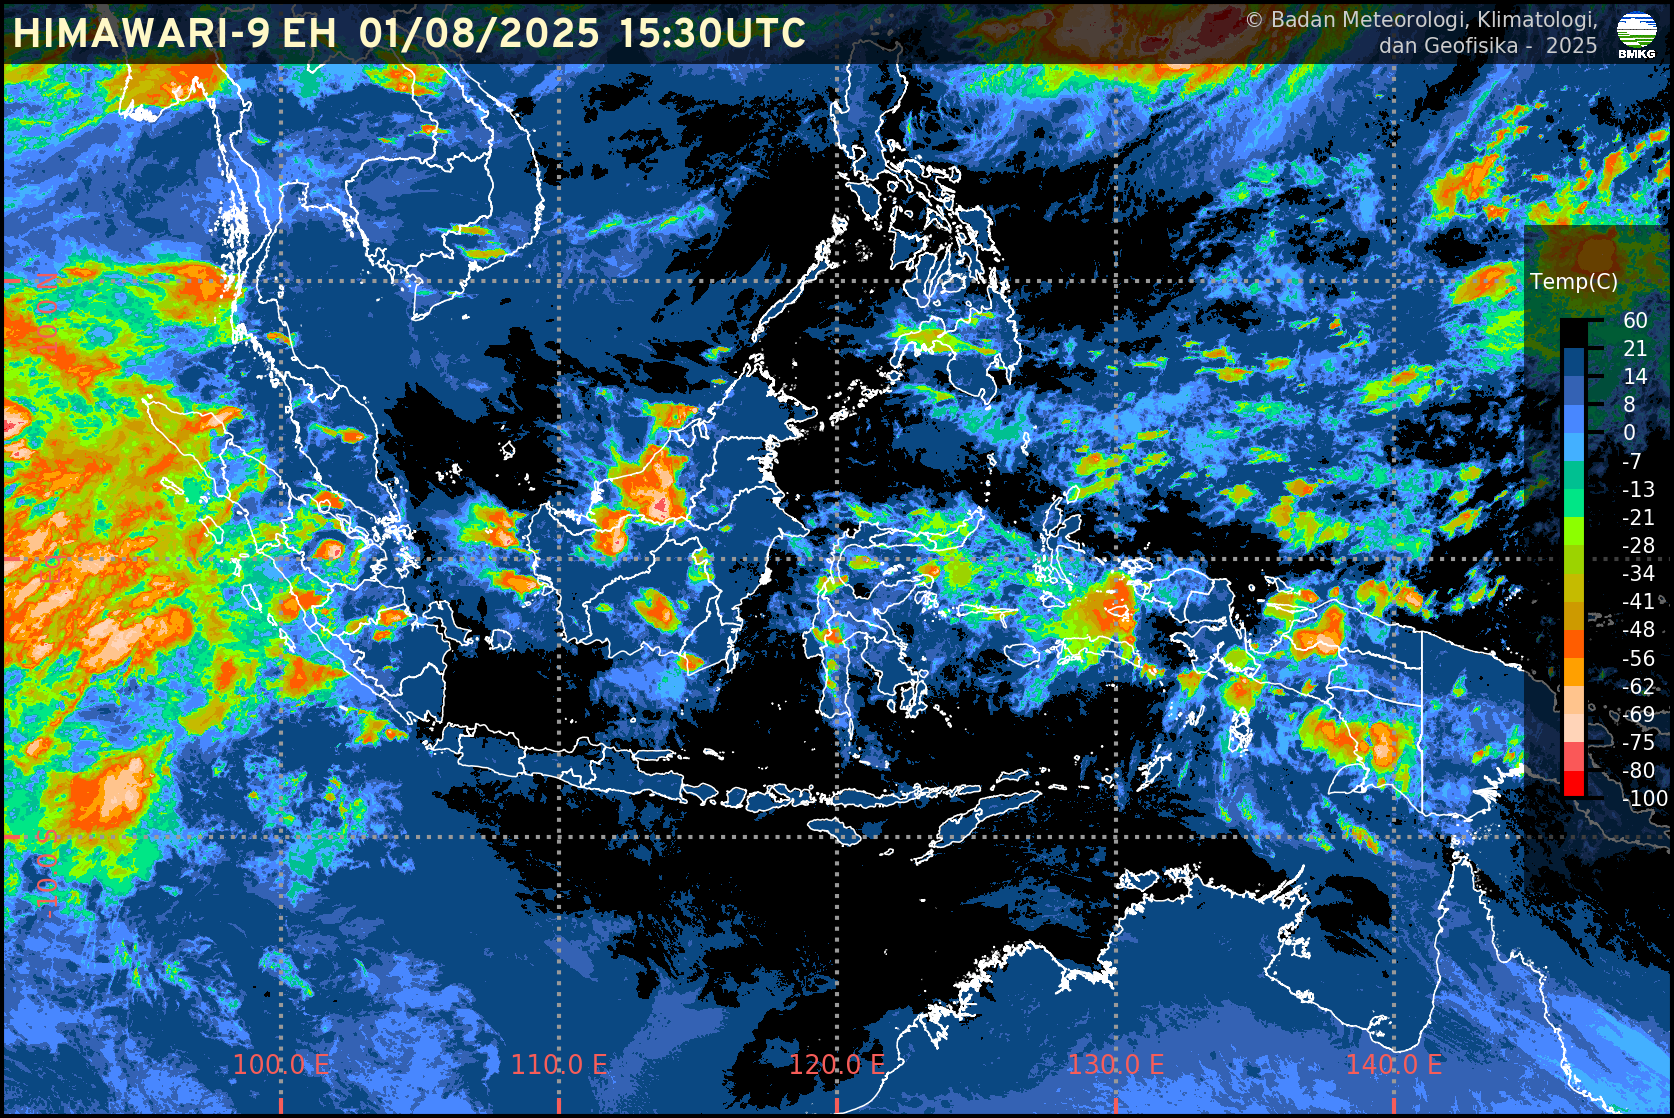 HIMAWARI-9 EH 01/08/2025 15:30UTC
© Badan Meteorologi, Klimatologi,
dan Geofisika - 2025
BMKG
Temp(C)
60
21
14
8
0
-7
-13
-21
-28
-34
-41
-48
-56
-62
-69
-75
-80
-100
-10.0 S
100.0 E
110.0 E
120.0 E
130.0 E
140.0 E